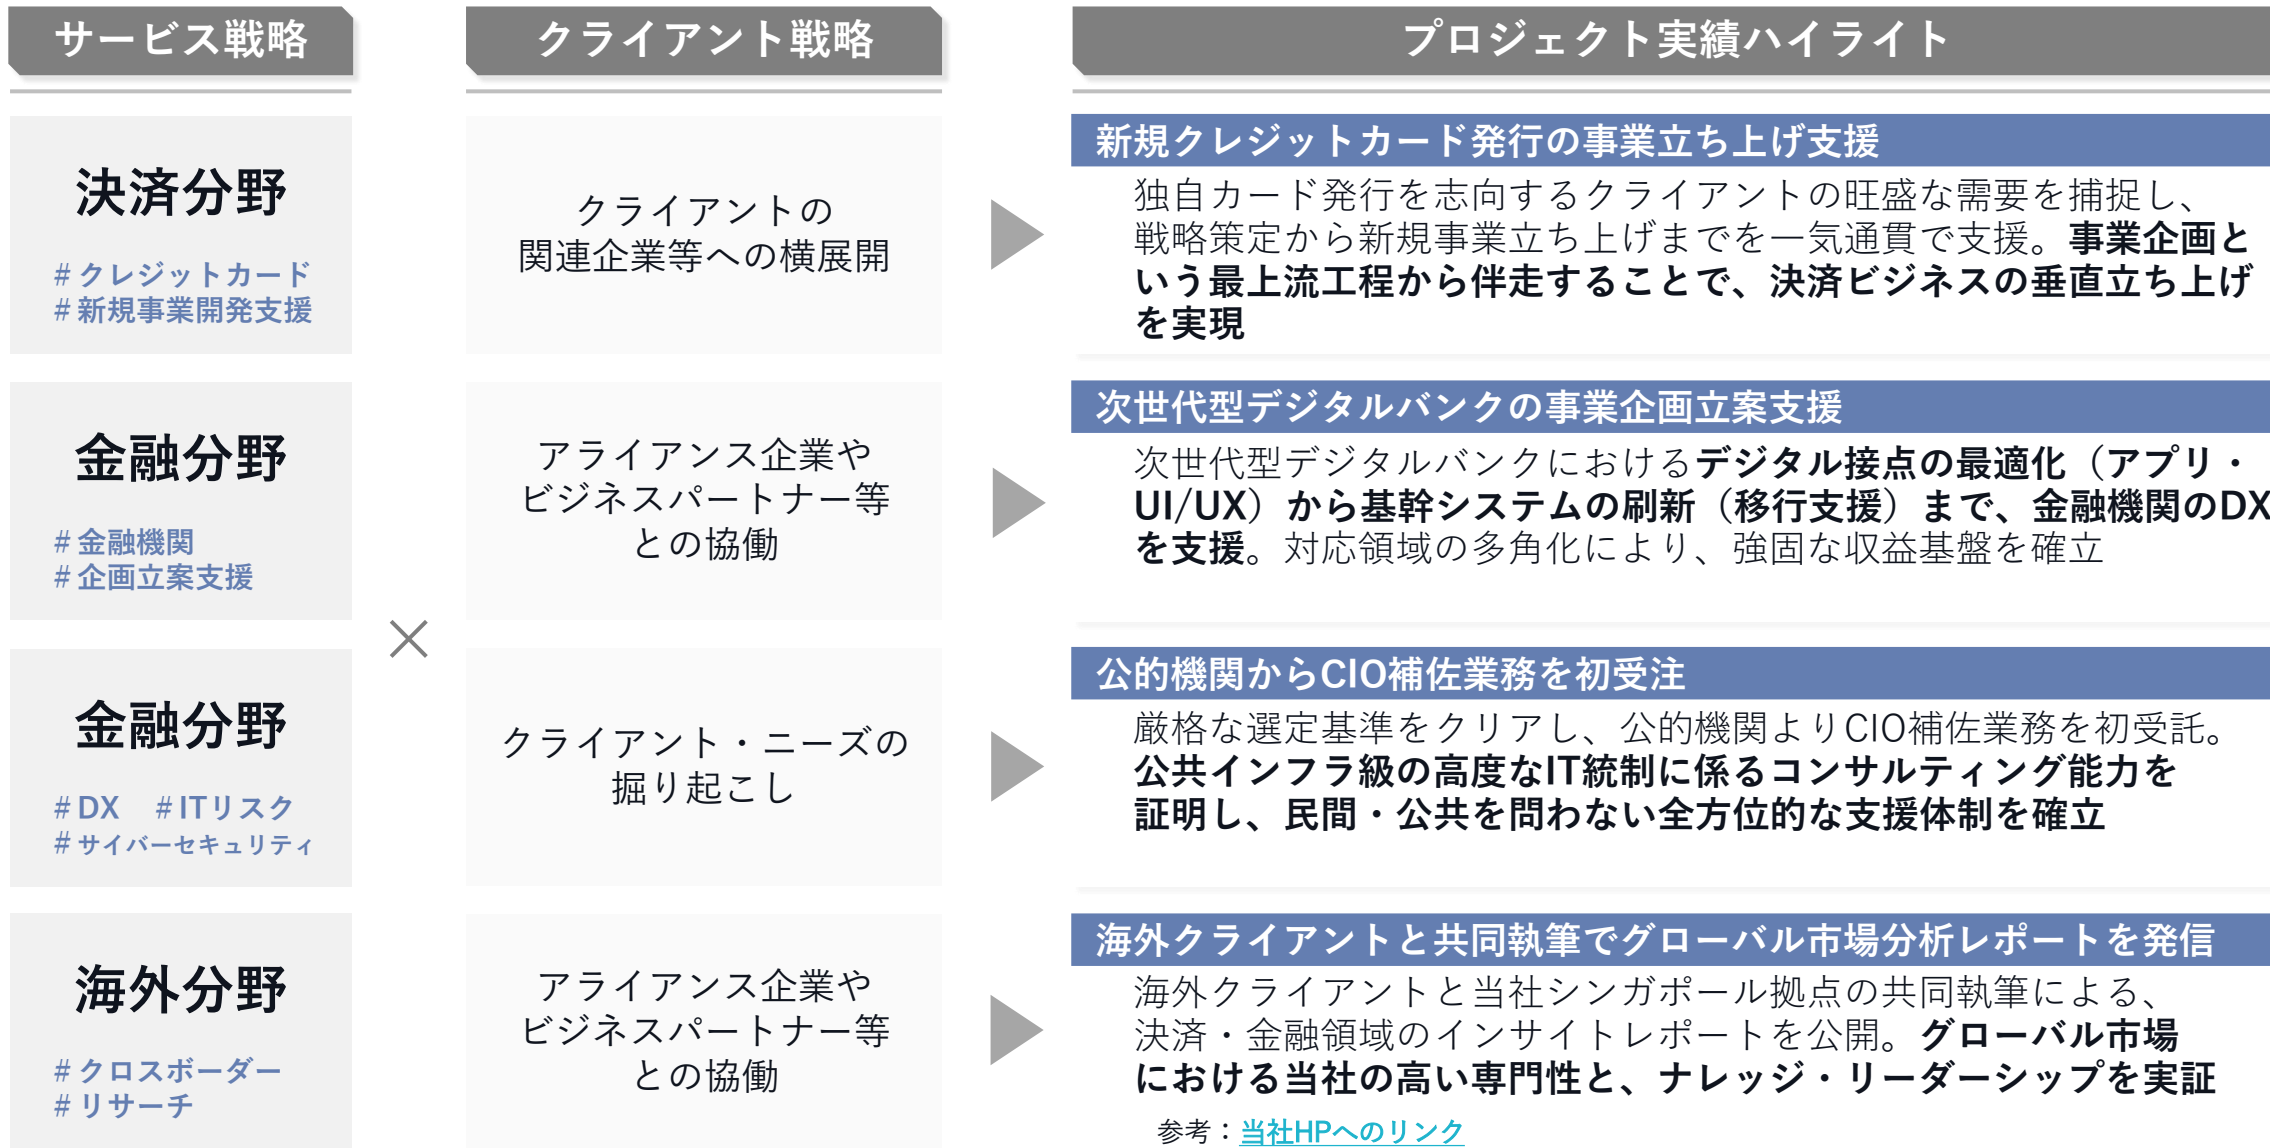 サービス戦略
クライアント戦略
プロジェクト実績ハイライト
決済分野
# クレジットカード
# 新規事業開発支援
クライアントの
関連企業等への横展開
新規クレジットカード発行の事業立ち上げ支援
独自カード発行を志向するクライアントの旺盛な需要を捕捉し、
戦略策定から新規事業立ち上げまでを一気通貫で支援。事業企画と
いう最上流工程から伴走することで、決済ビジネスの垂直立ち上げ
を実現
金融分野
# 金融機関
# 企画立案支援
アライアンス企業や
ビジネスパートナー等
との協働
次世代型デジタルバンクの事業企画立案支援
次世代型デジタルバンクにおけるデジタル接点の最適化（アプリ・
UI/UX）から基幹システムの刷新（移行支援）まで、金融機関のDX
を支援。対応領域の多角化により、強固な収益基盤を確立
×
金融分野
# DX # ITリスク
# サイバーセキュリティ
クライアント・ニーズの
掘り起こし
公的機関からCIO補佐業務を初受注
厳格な選定基準をクリアし、公的機関よりCIO補佐業務を初受託。
公共インフラ級の高度なIT統制に係るコンサルティング能力を
証明し、民間・公共を問わない全方位的な支援体制を確立
海外分野
# クロスボーダー
# リサーチ
アライアンス企業や
ビジネスパートナー等
との協働
海外クライアントと共同執筆でグローバル市場分析レポートを発信
海外クライアントと当社シンガポール拠点の共同執筆による、
決済・金融領域のインサイトレポートを公開。グローバル市場
における当社の高い専門性と、ナレッジ・リーダーシップを実証
参考：当社HPへのリンク